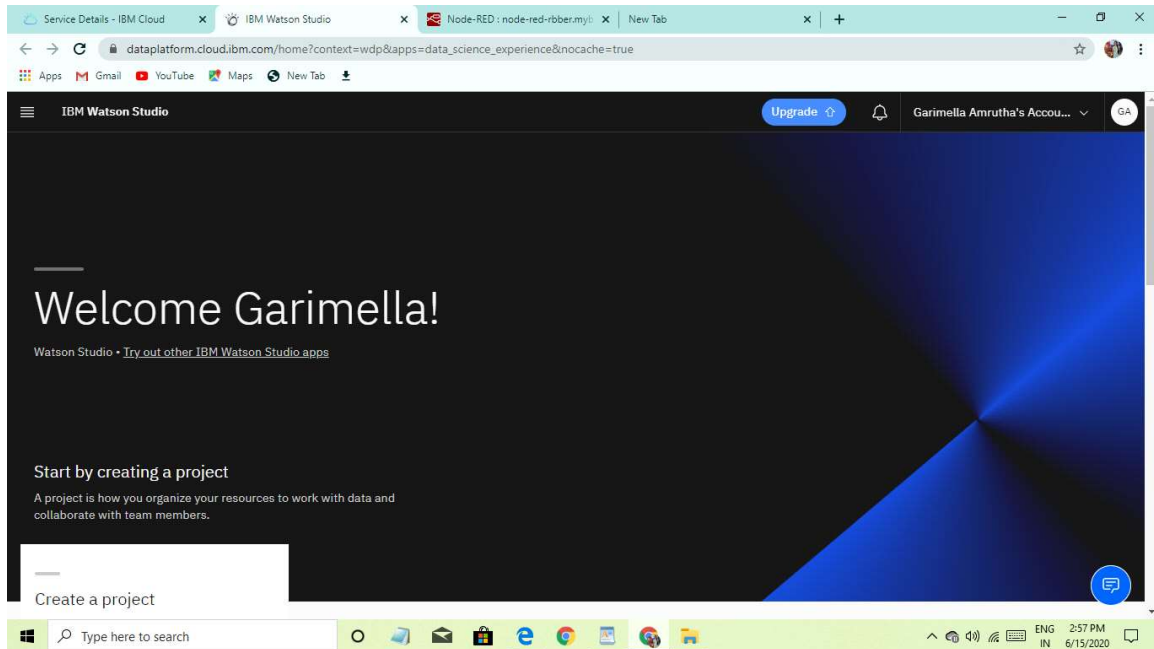 Service Details - IBM Cloud
IBM Watson Studio
Node-RED : node-red-rbber.myb
New Tab
dataplatform.cloud.ibm.com/home?context=wdp&apps=data_science_experience&nocache=true
Apps Gmail YouTube Maps New Tab
IBM Watson Studio
Upgrade
Garimella Amrutha's Accou...
GA
Welcome Garimella!
Watson Studio • Try out other IBM Watson Studio apps
Start by creating a project
A project is how you organize your resources to work with data and
collaborate with team members.
Create a project
Type here to search
ENG
IN
2:57 PM
6/15/2020